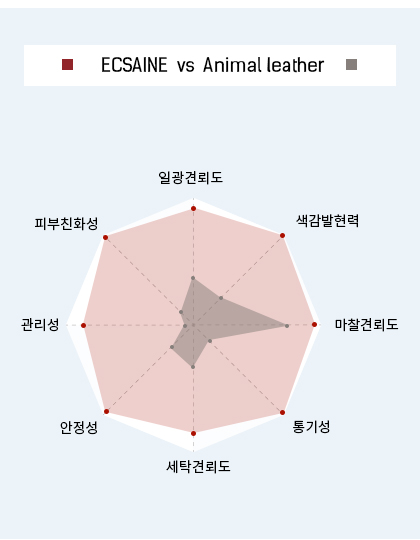 ECSAINE vs Animal leather
일광견뢰도
피부친화성
색감발현력
관리성
마찰견뢰도
안정성
통기성
세탁견뢰도